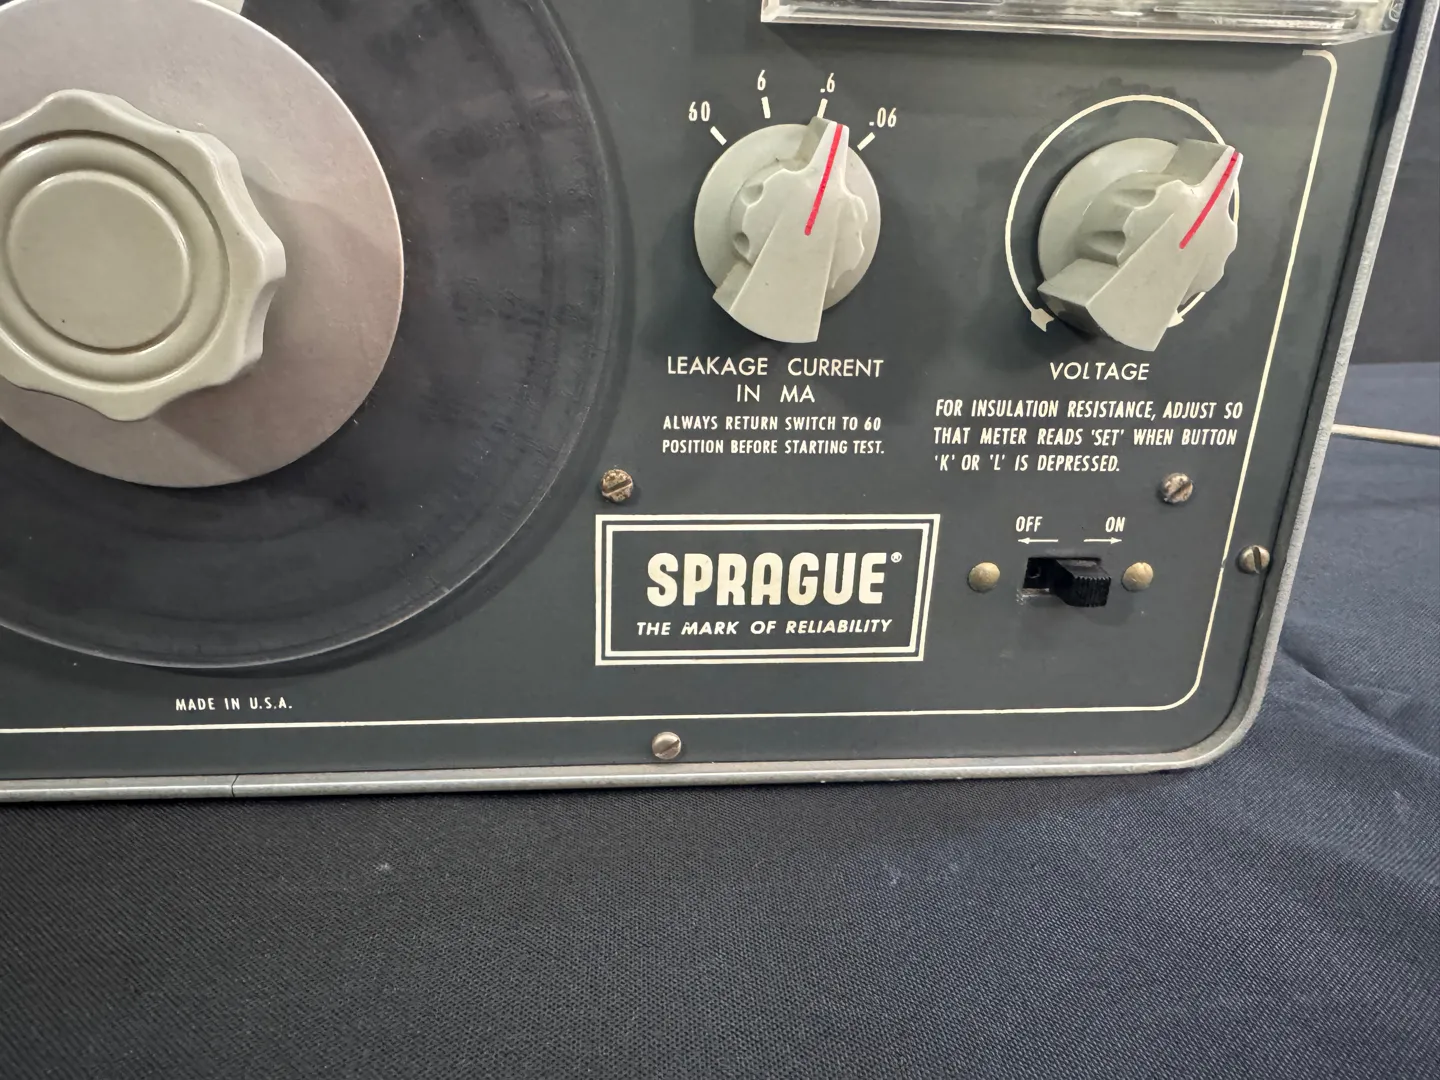 60 6 .6 .06
LEAKAGE CURRENT
IN MA
ALWAYS RETURN SWITCH TO 60
POSITION BEFORE STARTING TEST.
VOLTAGE
FOR INSULATION RESISTANCE, ADJUST SO
THAT METER READS 'SET' WHEN BUTTON
'K' OR 'L' IS DEPRESSED.
OFF ON
SPRAGUE®
THE MARK OF RELIABILITY
MADE IN U.S.A.